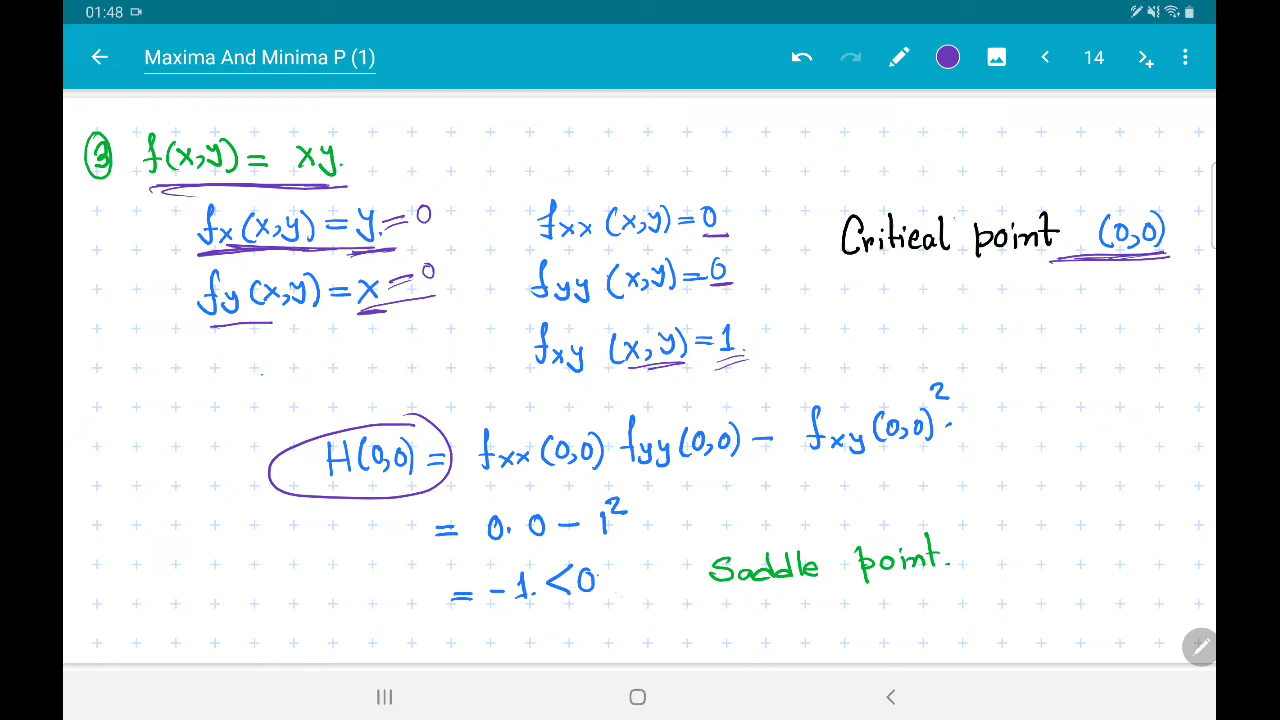 01:48
Maxima And Minima P (1)
14
③ f(x,y) = xy.
fx (x,y) = y. = 0
fy (x,y) = x = 0
fxx (x,y) = 0
fyy (x,y) = 0
fxy (x,y) = 1.
Critical point (0,0)
H(0,0) = fxx (0,0) fyy (0,0) - fxy (0,0)².
= 0. 0 - 1²
= -1. < 0
Saddle point.